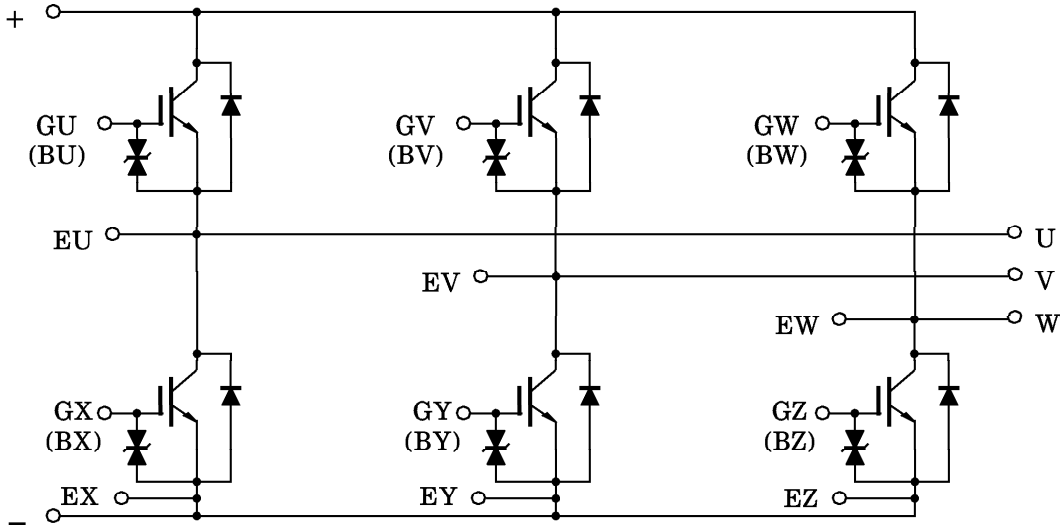 +
GU GV GW
(BU) (BV) (BW)
EU U
EV V
EW W
GX GY GZ
(BX) (BY) (BZ)
EX EY EZ
−